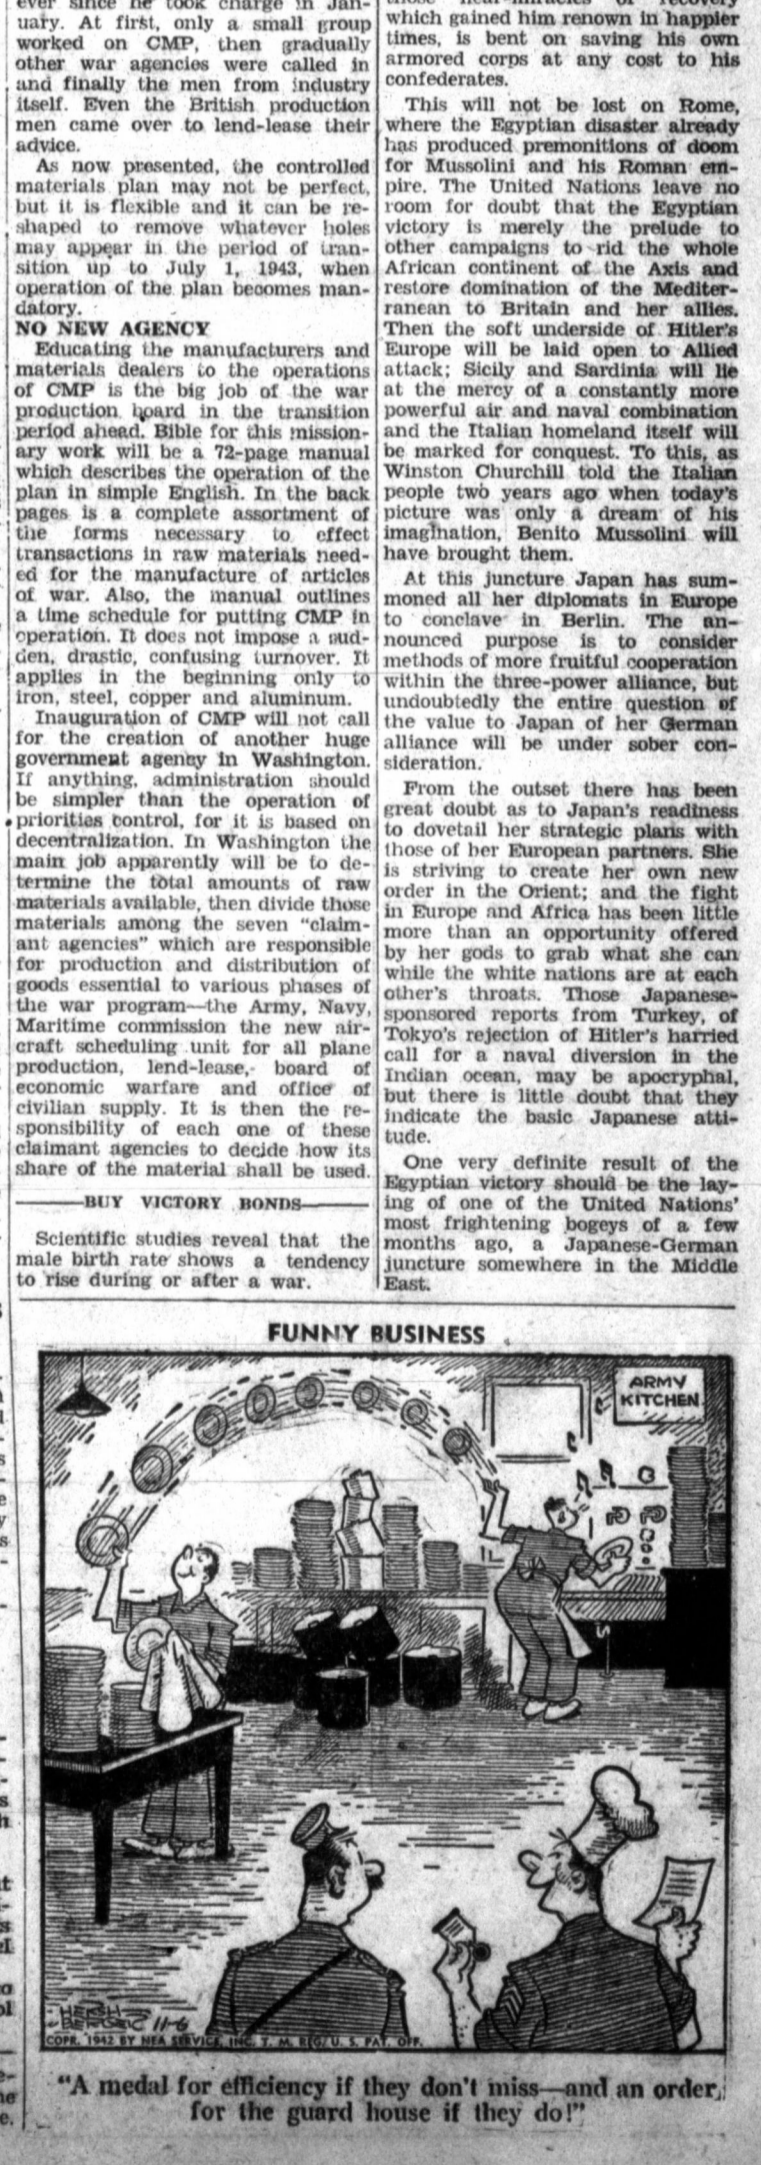 ever since he took charge in Jan-
uary. At first, only a small group
worked on CMP, then gradually
other war agencies were called in
and finally the men from industry
itself. Even the British production
men came over to lend-lease their
advice.
As now presented, the controlled
materials plan may not be perfect,
but it is flexible and it can be re-
shaped to remove whatever holes
may appear in the period of tran-
sition up to July 1, 1943, when
operation of the plan becomes man-
datory.
NO NEW AGENCY
Educating the manufacturers and
materials dealers to the operations
of CMP is the big job of the war
production board in the transition
period ahead. Bible for this mission-
ary work will be a 72-page manual
which describes the operation of the
plan in simple English. In the back
pages is a complete assortment of
the forms necessary to effect
transactions in raw materials need-
ed for the manufacture of articles
of war. Also, the manual outlines
a time schedule for putting CMP in
operation. It does not impose a sud-
den, drastic, confusing turnover. It
applies in the beginning only to
iron, steel, copper and aluminum.
Inauguration of CMP will not call
for the creation of another huge
government agency in Washington.
If anything, administration should
be simpler than the operation of
priorities control, for it is based on
decentralization. In Washington the
main job apparently will be to de-
termine the total amounts of raw
materials available, then divide those
materials among the seven "claim-
ant agencies" which are responsible
for production and distribution of
goods essential to various phases of
the war program—the Army, Navy,
Maritime commission the new air-
craft scheduling unit for all plane
production, lend-lease, board of
economic warfare and office of
civilian supply. It is then the re-
sponsibility of each one of these
claimant agencies to decide how its
share of the material shall be used.
BUY VICTORY BONDS
Scientific studies reveal that the
male birth rate shows a tendency
to rise during or after a war.
those near-miracles of recovery
which gained him renown in happier
times, is bent on saving his own
armored corps at any cost to his
confederates.
This will not be lost on Rome,
where the Egyptian disaster already
has produced premonitions of doom
for Mussolini and his Roman em-
pire. The United Nations leave no
room for doubt that the Egyptian
victory is merely the prelude to
other campaigns to rid the whole
African continent of the Axis and
restore domination of the Mediter-
ranean to Britain and her allies.
Then the soft underside of Hitler's
Europe will be laid open to Allied
attack; Sicily and Sardinia will lie
at the mercy of a constantly more
powerful air and naval combination
and the Italian homeland itself will
be marked for conquest. To this, as
Winston Churchill told the Italian
people two years ago when today's
picture was only a dream of his
imagination, Benito Mussolini will
have brought them.
At this juncture Japan has sum-
moned all her diplomats in Europe
to conclave in Berlin. The an-
nounced purpose is to consider
methods of more fruitful cooperation
within the three-power alliance, but
undoubtedly the entire question of
the value to Japan of her German
alliance will be under sober con-
sideration.
From the outset there has been
great doubt as to Japan's readiness
to dovetail her strategic plans with
those of her European partners. She
is striving to create her own new
order in the Orient; and the fight
in Europe and Africa has been little
more than an opportunity offered
by her gods to grab what she can
while the white nations are at each
other's throats. Those Japanese-
sponsored reports from Turkey, of
Tokyo's rejection of Hitler's harried
call for a naval diversion in the
Indian ocean, may be apocryphal,
but there is little doubt that they
indicate the basic Japanese atti-
tude.
One very definite result of the
Egyptian victory should be the lay-
ing of one of the United Nations'
most frightening bogeys of a few
months ago, a Japanese-German
juncture somewhere in the Middle
East.
FUNNY BUSINESS
ARMY
KITCHEN
HERSH-
BERGER 11-6
COPR. 1942 BY NEA SERVICE, INC. T. M. REG. U. S. PAT. OFF.
"A medal for efficiency if they don't miss—and an order
for the guard house if they do!"